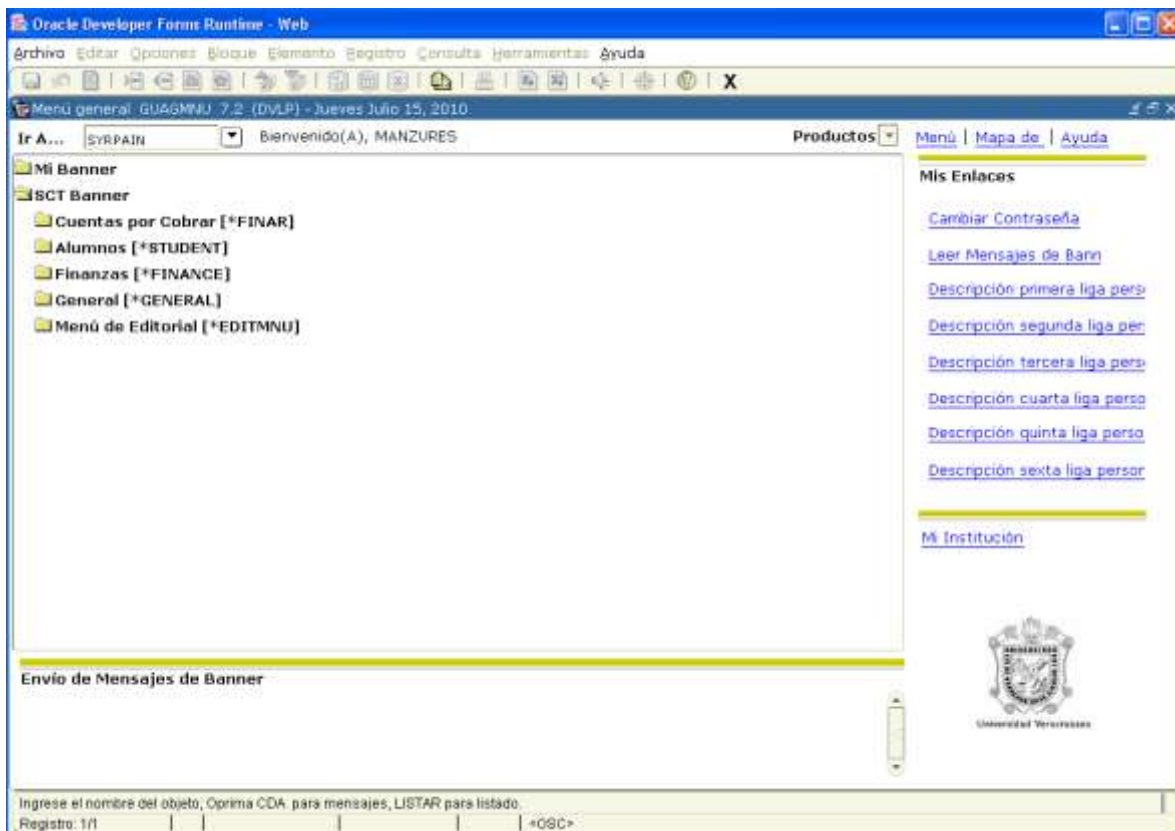 Oracle Developer Forms Runtime - Web
Archivo Editar Opciones Bloque Elemento Registro Consulta Herramientas Ayuda
Menú general GUAGMNU 7.2 (DVLP) - Jueves Julio 15, 2010
Ir A... SYRPAIN Bienvenido(A), MANZURES Productos Menú | Mapa de | Ayuda
Mi Banner
SCT Banner
Cuentas por Cobrar [*FINAR]
Alumnos [*STUDENT]
Finanzas [*FINANCE]
General [*GENERAL]
Menú de Editorial [*EDITMNU]
Mis Enlaces
Cambiar Contraseña
Leer Mensajes de Bann
Descripción primera liga pers
Descripción segunda liga per
Descripción tercera liga pers
Descripción cuarta liga perso
Descripción quinta liga perso
Descripción sexta liga person
Mi Institución
Universidad Veracruzana
Envío de Mensajes de Banner
Ingrese el nombre del objeto, Oprima CDA para mensajes, LISTAR para listado.
Registro: 1/1 <OSC>